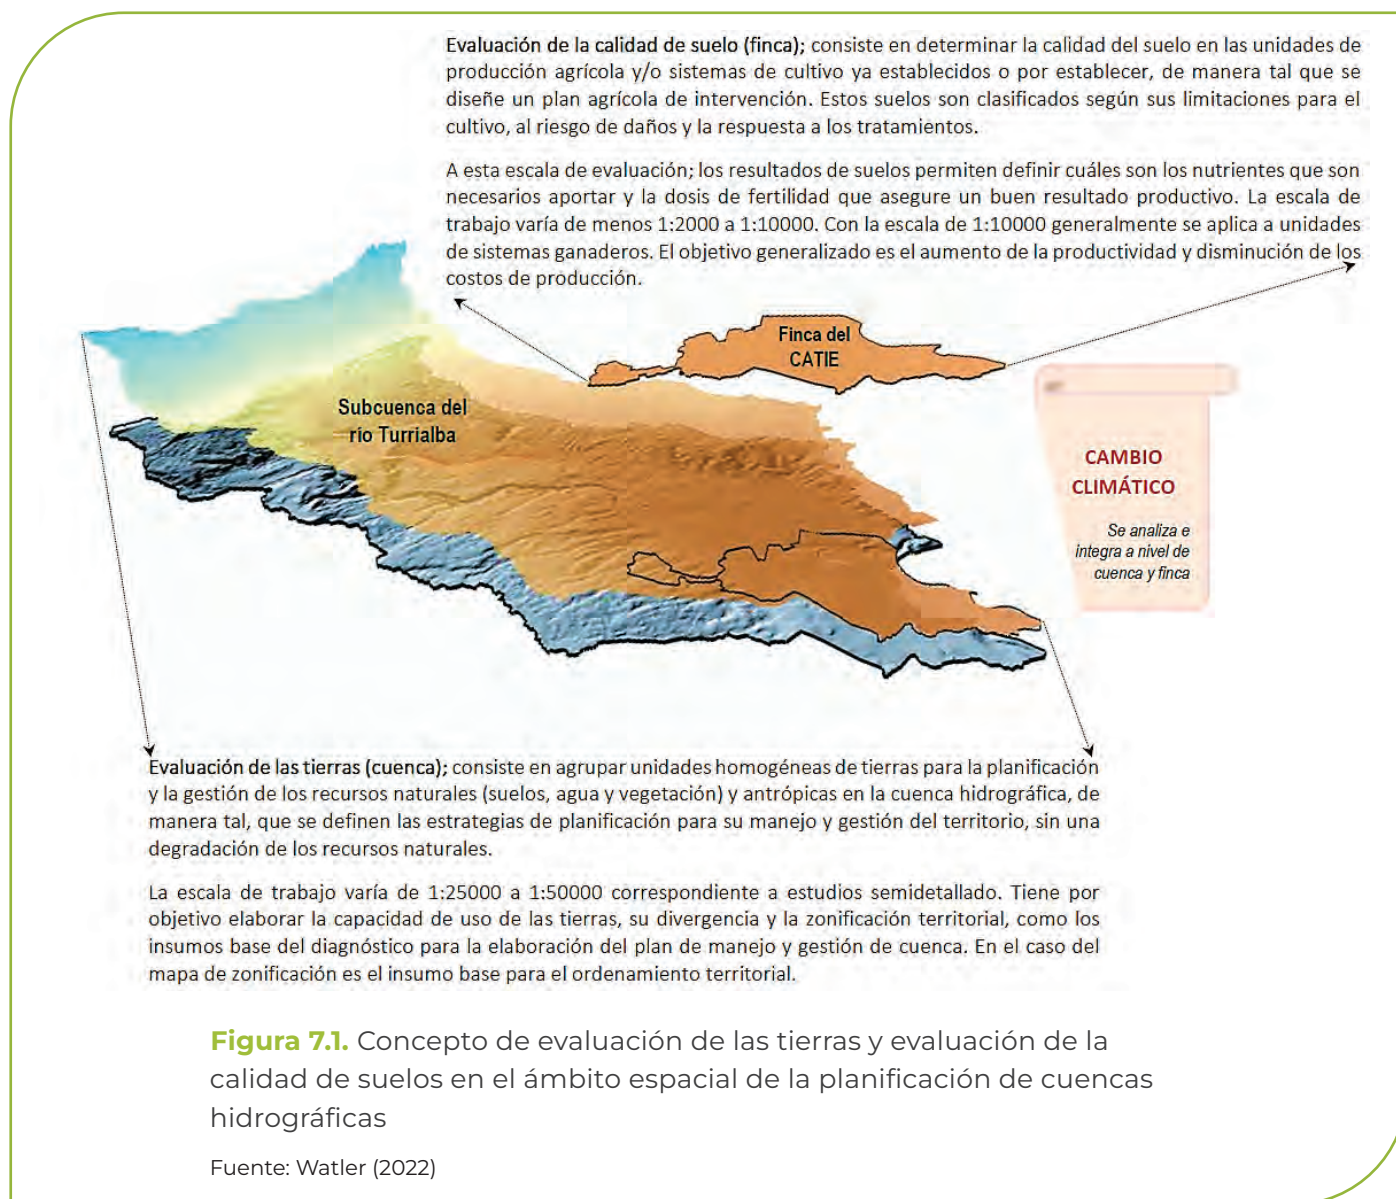 Evaluación de la calidad de suelo (finca); consiste en determinar la calidad del suelo en las unidades de
producción agrícola y/o sistemas de cultivo ya establecidos o por establecer, de manera tal que se
diseñe un plan agrícola de intervención. Estos suelos son clasificados según sus limitaciones para el
cultivo, al riesgo de daños y la respuesta a los tratamientos.
A esta escala de evaluación; los resultados de suelos permiten definir cuáles son los nutrientes que son
necesarios aportar y la dosis de fertilidad que asegure un buen resultado productivo. La escala de
trabajo varía de menos 1:2000 a 1:10000. Con la escala de 1:10000 generalmente se aplica a unidades
de sistemas ganaderos. El objetivo generalizado es el aumento de la productividad y disminución de los
costos de producción.
Finca del
CATIE
Subcuenca del
río Turrialba
CAMBIO
CLIMÁTICO
Se analiza e
integra a nivel de
cuenca y finca
Evaluación de las tierras (cuenca); consiste en agrupar unidades homogéneas de tierras para la planificación
y la gestión de los recursos naturales (suelos, agua y vegetación) y antrópicas en la cuenca hidrográfica, de
manera tal, que se definen las estrategias de planificación para su manejo y gestión del territorio, sin una
degradación de los recursos naturales.
La escala de trabajo varía de 1:25000 a 1:50000 correspondiente a estudios semidetallado. Tiene por
objetivo elaborar la capacidad de uso de las tierras, su divergencia y la zonificación territorial, como los
insumos base del diagnóstico para la elaboración del plan de manejo y gestión de cuenca. En el caso del
mapa de zonificación es el insumo base para el ordenamiento territorial.
Figura 7.1. Concepto de evaluación de las tierras y evaluación de la
calidad de suelos en el ámbito espacial de la planificación de cuencas
hidrográficas
Fuente: Watler (2022)